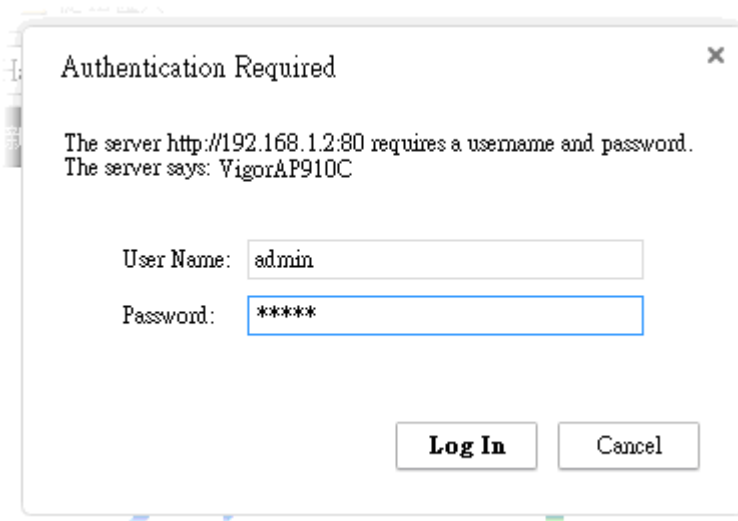 Authentication Required
The server http://192.168.1.2:80 requires a username and password.
The server says: VigorAP910C
User Name: admin
Password: *****
Log In Cancel